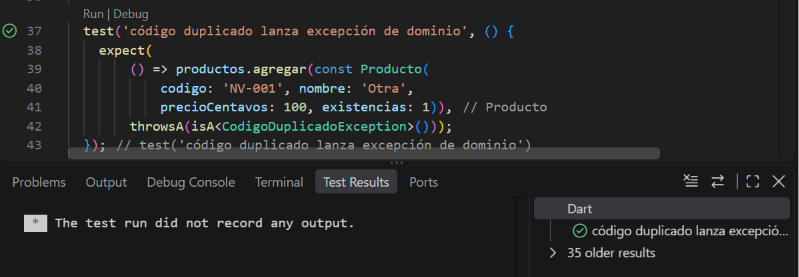 Run | Debug
37 test('código duplicado lanza excepción de dominio', () {
38 expect(
39 () => productos.agregar(const Producto(
40 codigo: 'NV-001', nombre: 'Otra',
41 precioCentavos: 100, existencias: 1)), // Producto
42 throwsA(isA<CodigoDuplicadoException>()));
43 }); // test('código duplicado lanza excepción de dominio')
Problems Output Debug Console Terminal Test Results Ports
* The test run did not record any output.
Dart
código duplicado lanza excepció...
35 older results